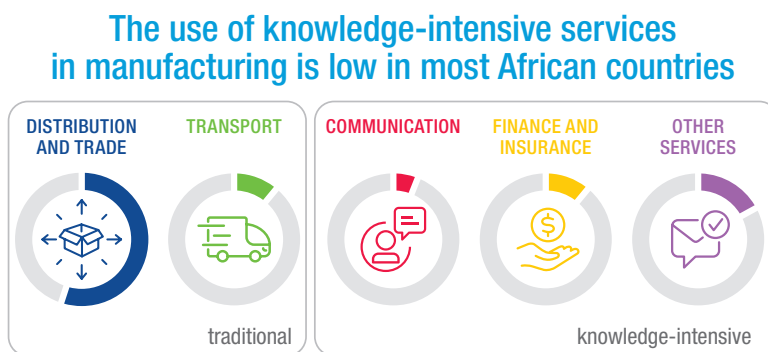 The use of knowledge-intensive services
in manufacturing is low in most African countries
DISTRIBUTION
AND TRADE
TRANSPORT
COMMUNICATION
FINANCE AND
INSURANCE
OTHER
SERVICES
$
traditional
knowledge-intensive